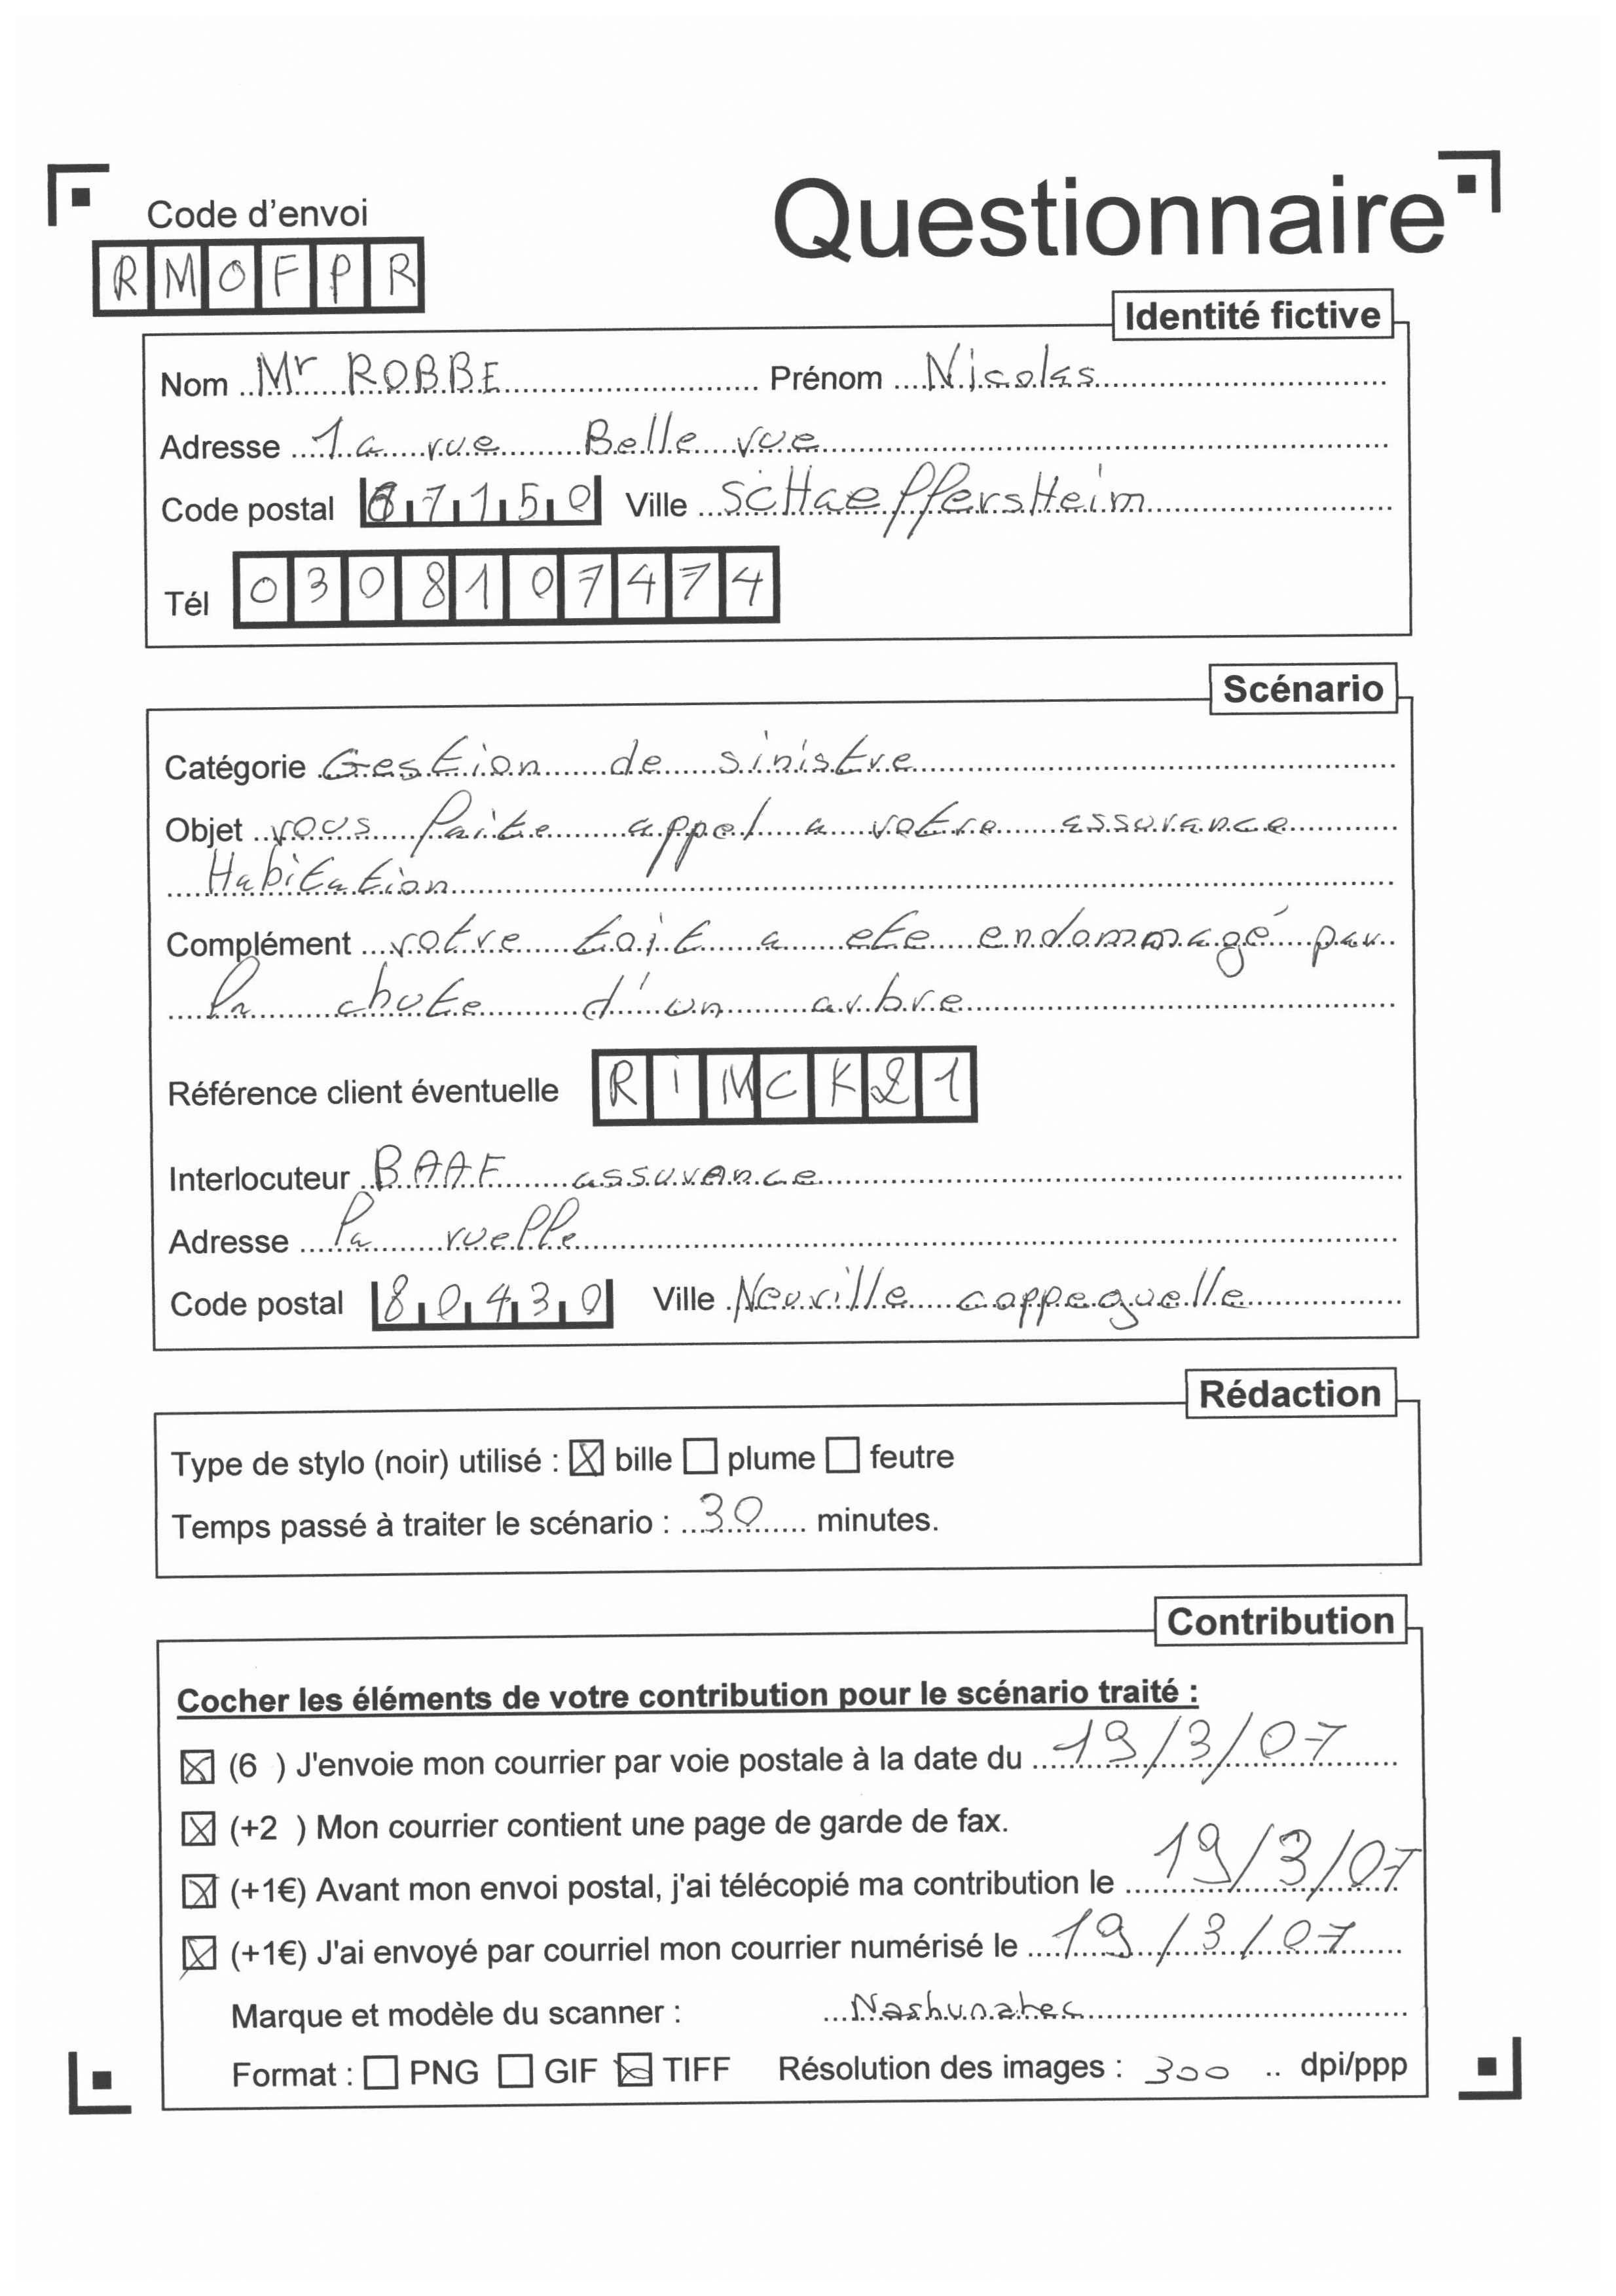 Questionnaire
Code d'envoi
RMOFPR
Identité fictive
Nom Mr ROBBE Prénom Nicolas
Adresse 1a rue Belle vue
Code postal 67150 Ville scHaeffersHeim
Tél 0308107474
Scénario
Catégorie Gestion de sinistre
Objet vous faite appel a votre assurance
Habitation
Complément votre toit a ete endommagé par
la chute d'un arbre
Référence client éventuelle RiMCK21
Interlocuteur BAAF assurance
Adresse la ruelle
Code postal 80430 Ville Neuville coppeguelle
Rédaction
Type de stylo (noir) utilisé : ☒ bille ☐ plume ☐ feutre
Temps passé à traiter le scénario : 30 minutes.
Contribution
Cocher les éléments de votre contribution pour le scénario traité :
☒ (6 ) J'envoie mon courrier par voie postale à la date du 19/3/07
☒ (+2 ) Mon courrier contient une page de garde de fax.
☒ (+1€) Avant mon envoi postal, j'ai télécopié ma contribution le 19/3/07
☒ (+1€) J'ai envoyé par courriel mon courrier numérisé le 19/3/07
Marque et modèle du scanner : Nashuatec
Format : ☐ PNG ☐ GIF ☒ TIFF Résolution des images : 300 .. dpi/ppp